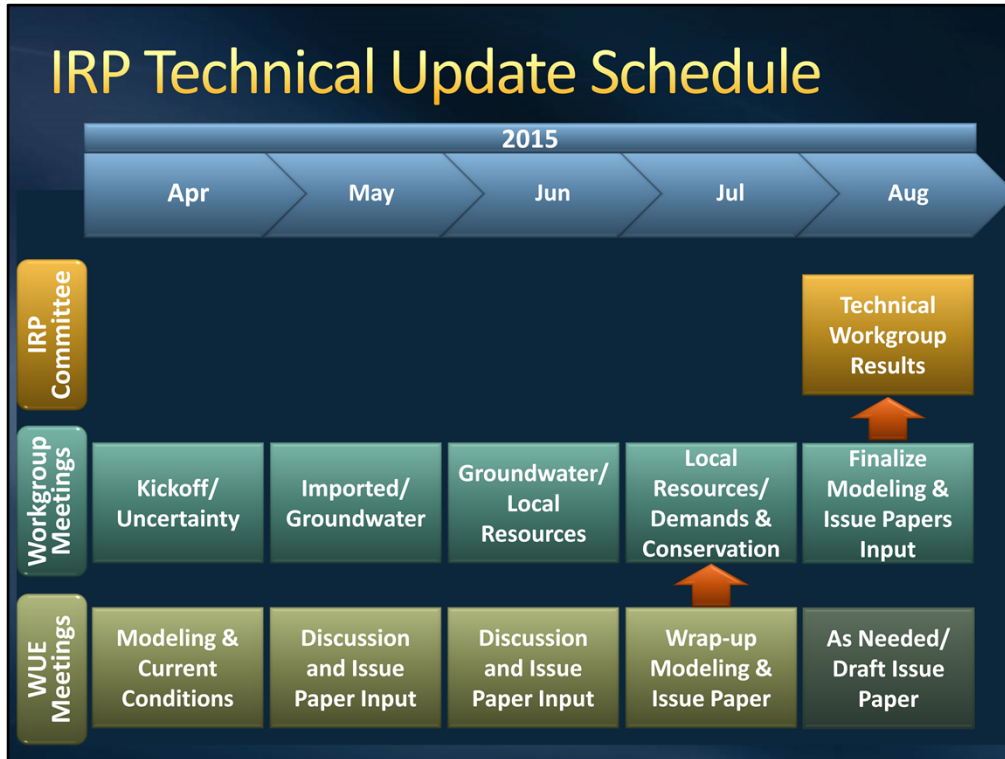 IRP Technical Update Schedule
2015
Apr
May
Jun
Jul
Aug
IRP
Committee
Technical
Workgroup
Results
Workgroup
Meetings
Kickoff/
Uncertainty
Imported/
Groundwater
Groundwater/
Local
Resources
Local
Resources/
Demands &
Conservation
Finalize
Modeling &
Issue Papers
Input
WUE
Meetings
Modeling &
Current
Conditions
Discussion
and Issue
Paper Input
Discussion
and Issue
Paper Input
Wrap-up
Modeling &
Issue Paper
As Needed/
Draft Issue
Paper